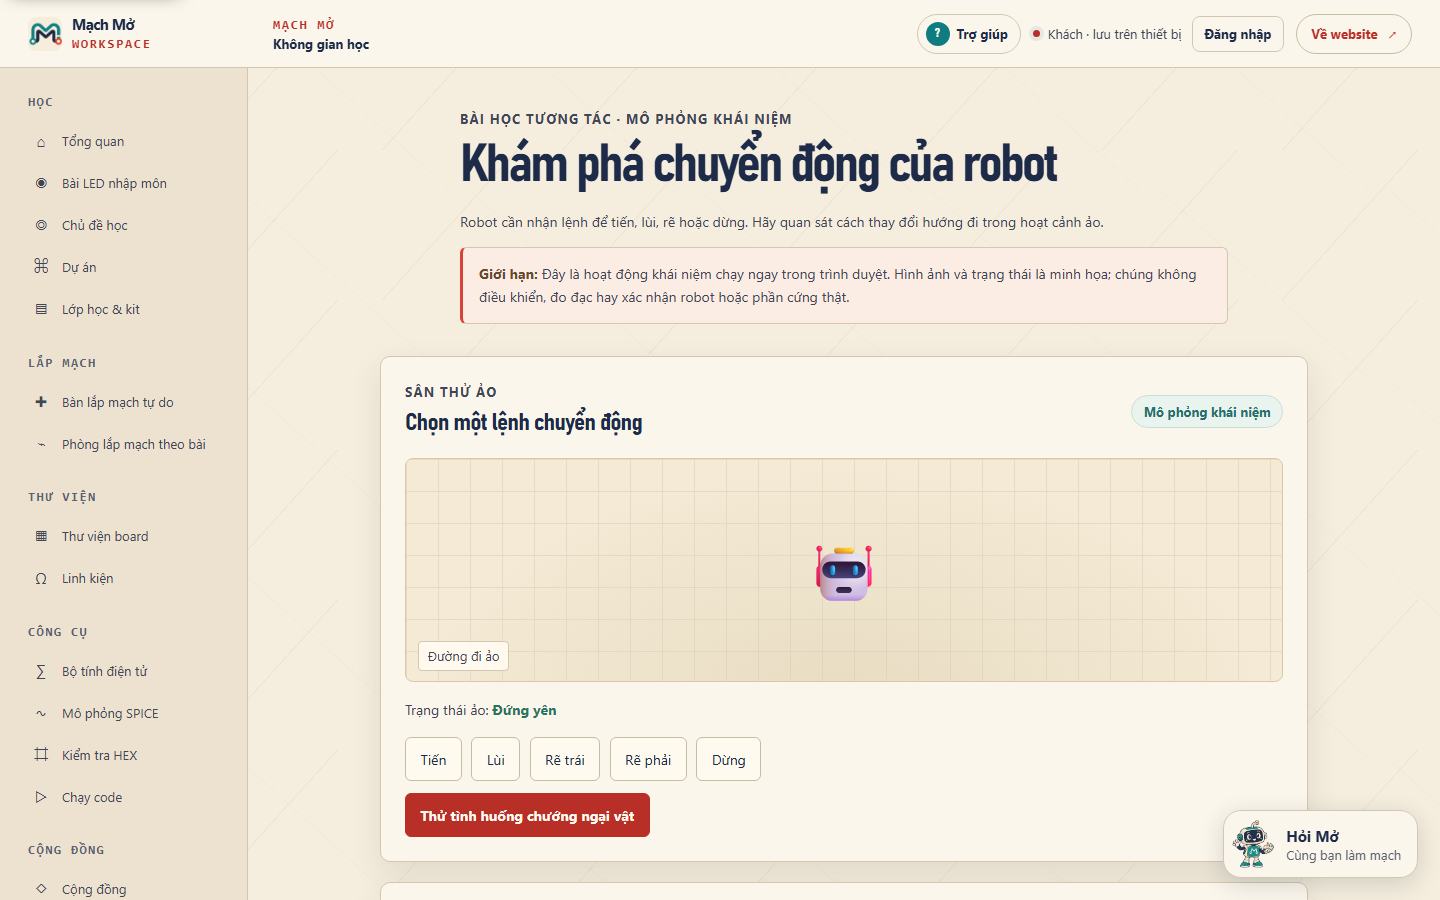 Mạch Mở
WORKSPACE
MẠCH MỞ
Không gian học
? Trợ giúp
Khách · lưu trên thiết bị
Đăng nhập
Về website ↗
HỌC
Tổng quan
Bài LED nhập môn
Chủ đề học
Dự án
Lớp học & kit
LẮP MẠCH
Bàn lắp mạch tự do
Phòng lắp mạch theo bài
THƯ VIỆN
Thư viện board
Linh kiện
CÔNG CỤ
Bộ tính điện tử
Mô phỏng SPICE
Kiểm tra HEX
Chạy code
CỘNG ĐỒNG
Cộng đồng
BÀI HỌC TƯƠNG TÁC · MÔ PHỎNG KHÁI NIỆM
Khám phá chuyển động của robot
Robot cần nhận lệnh để tiến, lùi, rẽ hoặc dừng. Hãy quan sát cách thay đổi hướng đi trong hoạt cảnh ảo.
Giới hạn: Đây là hoạt động khái niệm chạy ngay trong trình duyệt. Hình ảnh và trạng thái là minh họa; chúng không
điều khiển, đo đạc hay xác nhận robot hoặc phần cứng thật.
SÂN THỬ ẢO
Chọn một lệnh chuyển động
Mô phỏng khái niệm
Đường đi ảo
Trạng thái ảo: Đứng yên
Tiến
Lùi
Rẽ trái
Rẽ phải
Dừng
Thử tình huống chướng ngại vật
Hỏi Mở
Cùng bạn làm mạch